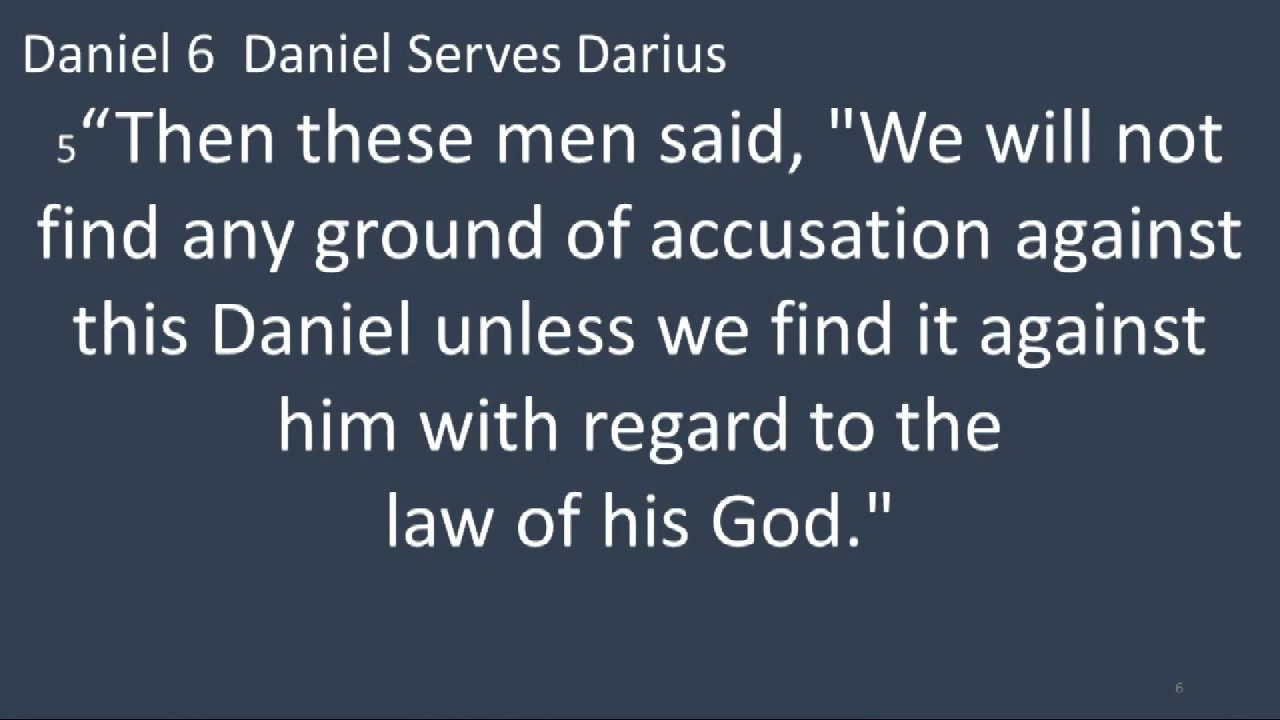 Daniel 6  Daniel Serves Darius
5“Then these men said, "We will not
find any ground of accusation against
this Daniel unless we find it against
him with regard to the
law of his God."
6